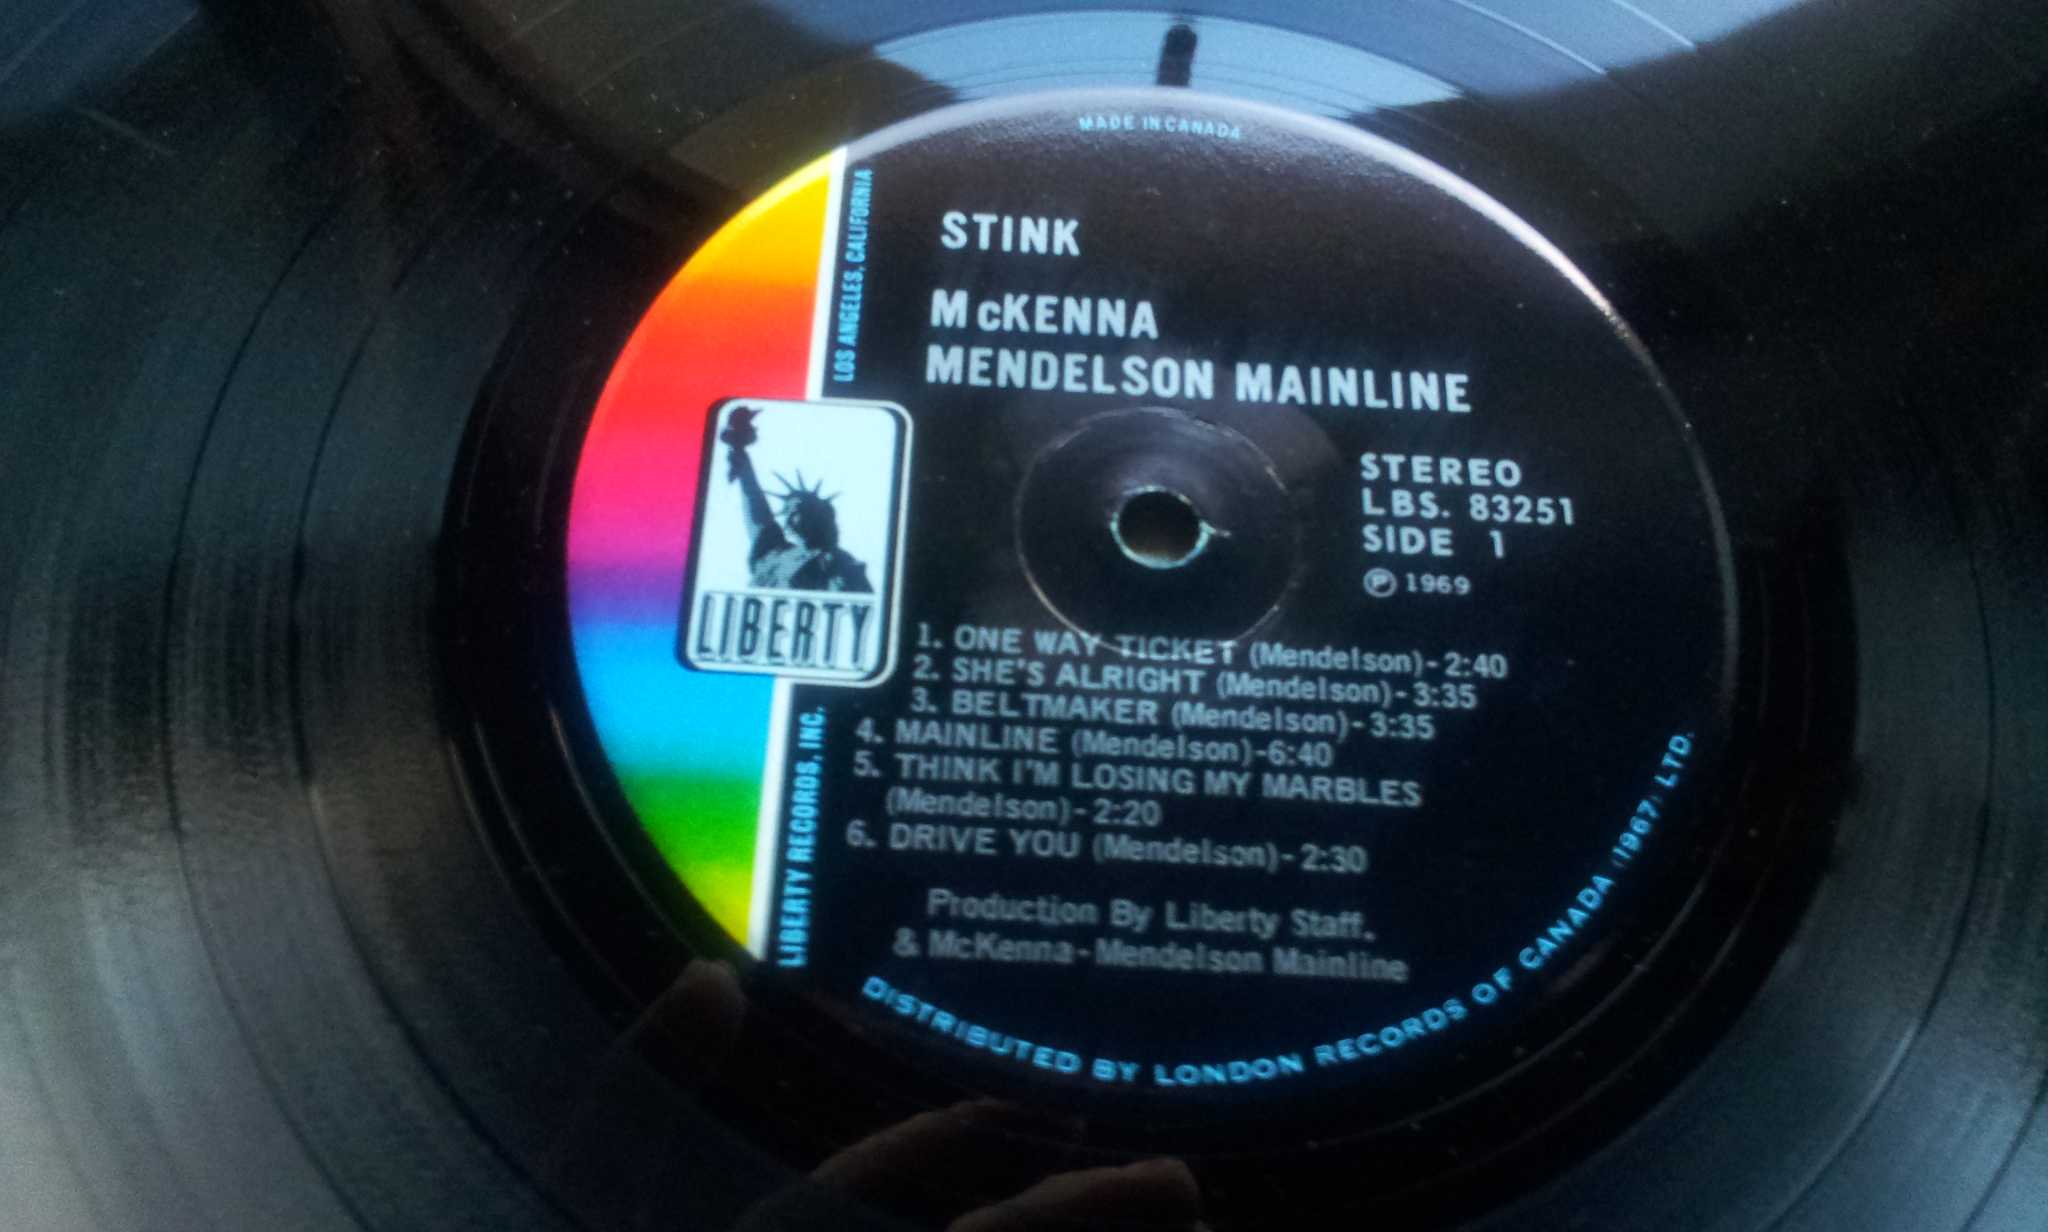 MADE IN CANADA
STINK
McKENNA
MENDELSON MAINLINE
LOS ANGELES, CALIFORNIA
LIBERTY
LIBERTY RECORDS, INC.
STEREO
LBS. 83251
SIDE 1
Ⓟ 1969
1. ONE WAY TICKET (Mendelson)-2:40
2. SHE'S ALRIGHT (Mendelson)-3:35
3. BELTMAKER (Mendelson)-3:35
4. MAINLINE (Mendelson)-6:40
5. THINK I'M LOSING MY MARBLES
(Mendelson)-2:20
6. DRIVE YOU (Mendelson)-2:30
Production By Liberty Staff.
& McKenna-Mendelson Mainline
DISTRIBUTED BY LONDON RECORDS OF CANADA (1967) LTD.